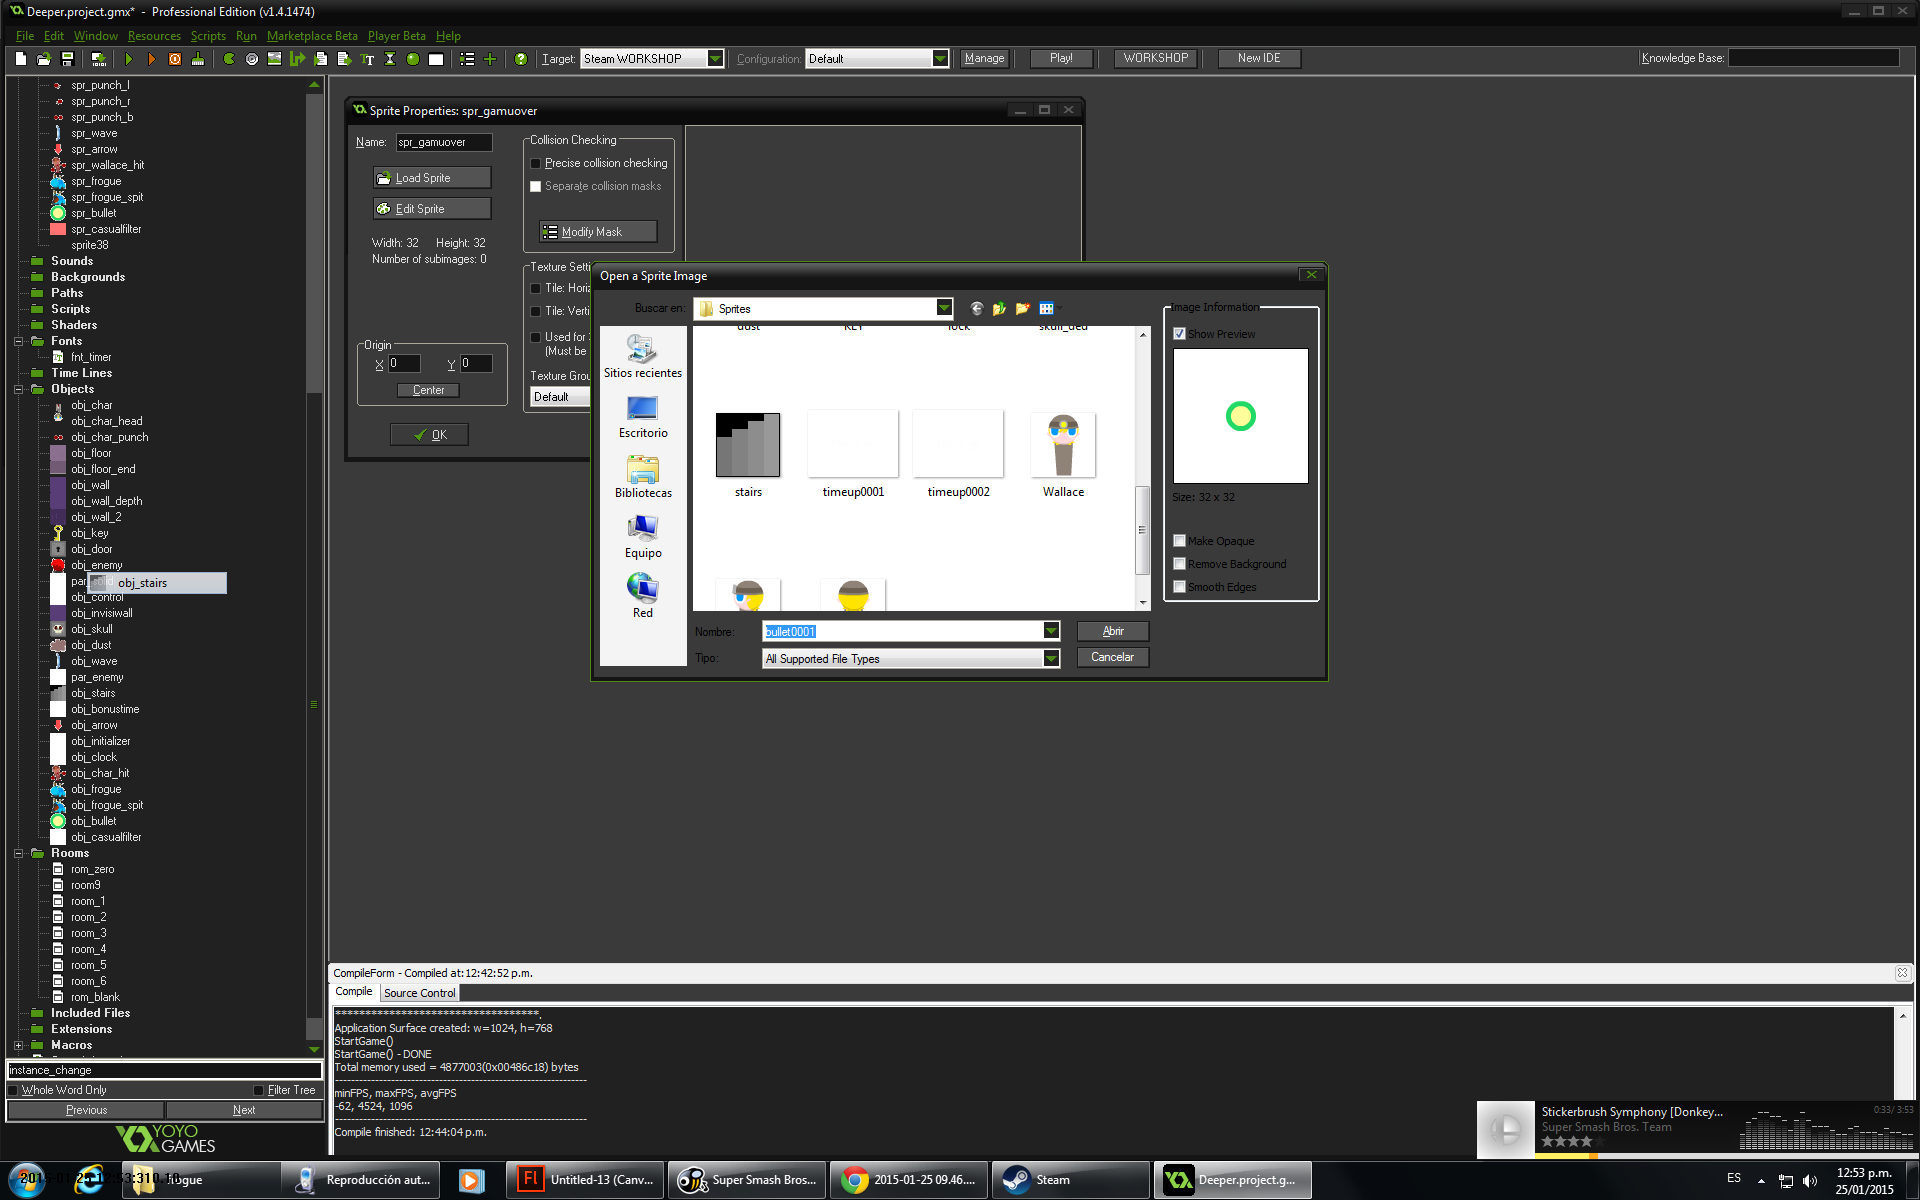 Deeper.project.gmx* - Professional Edition (v1.4.1474)
File Edit Window Resources Scripts Run Marketplace Beta Player Beta Help
Target: Steam WORKSHOP Configuration: Default Manage Play! WORKSHOP New IDE Knowledge Base:
spr_punch_l
spr_punch_r
spr_punch_b
spr_wave
spr_arrow
spr_wallace_hit
spr_frogue
spr_frogue_spit
spr_bullet
spr_casualfilter
sprite38
Sounds
Backgrounds
Paths
Scripts
Shaders
Fonts
fnt_timer
Time Lines
Objects
obj_char
obj_char_head
obj_char_punch
obj_floor
obj_floor_end
obj_wall
obj_wall_depth
obj_wall_2
obj_key
obj_door
obj_enemy
obj_stairs
obj_control
obj_invisiwall
obj_skull
obj_dust
obj_wave
par_enemy
obj_stairs
obj_bonustime
obj_arrow
obj_initializer
obj_clock
obj_char_hit
obj_frogue
obj_frogue_spit
obj_bullet
obj_casualfilter
Rooms
rom_zero
room9
room_1
room_2
room_3
room_4
room_5
room_6
rom_blank
Included Files
Extensions
Macros
instance_change
Whole Word Only Filter Tree
Previous Next
YOYO
GAMES
Sprite Properties: spr_gamuover
Name: spr_gamuover
Load Sprite
Edit Sprite
Width: 32 Height: 32
Number of subimages: 0
Origin
X 0 Y 0
Center
OK
Collision Checking
Precise collision checking
Separate collision masks
Modify Mask
Texture Setti
Tile: Horiz
Tile: Verti
Used for
(Must be
Texture Grou
Default
Open a Sprite Image
Buscar en: Sprites
Sitios recientes
Escritorio
Bibliotecas
Equipo
Red
dust KEY lock skull_ded
stairs timeup0001 timeup0002 Wallace
Nombre: bullet0001 Abrir
Tipo: All Supported File Types Cancelar
Image Information
Show Preview
Size: 32 x 32
Make Opaque
Remove Background
Smooth Edges
CompileForm - Compiled at:12:42:52 p.m.
Compile Source Control
Application Surface created: w=1024, h=768
StartGame()
StartGame() - DONE
Total memory used = 4877003(0x00486c18) bytes
minFPS, maxFPS, avgFPS
-62, 4524, 1096
Compile finished: 12:44:04 p.m.
Stickerbrush Symphony [Donkey... 0:33/3:53
Super Smash Bros. Team
Reproducción aut... Untitled-13 (Canv... Super Smash Bros... 2015-01-25 09.46.... Steam Deeper.project.g... ES 12:53 p.m.
25/01/2015